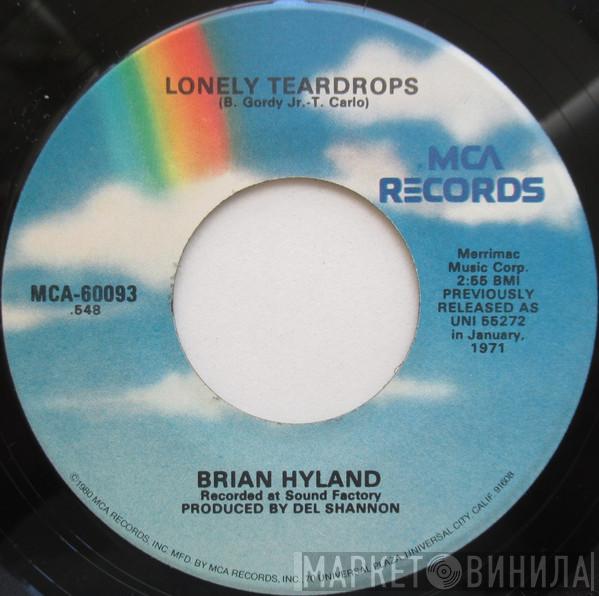 LONELY TEARDROPS
(B. Gordy Jr.-T. Carlo)
MCA
RECORDS
MCA-60093
.548
Merrimac
Music Corp.
2:55 BMI
PREVIOUSLY
RELEASED AS
UNI 55272
in January,
1971
BRIAN HYLAND
Recorded at Sound Factory
PRODUCED BY DEL SHANNON
©1980 MCA RECORDS, INC. MFD. BY MCA RECORDS, INC. 70 UNIVERSAL PLAZA, UNIVERSAL CITY, CALIF. 91608
МАРКЕТ ВИНИЛА